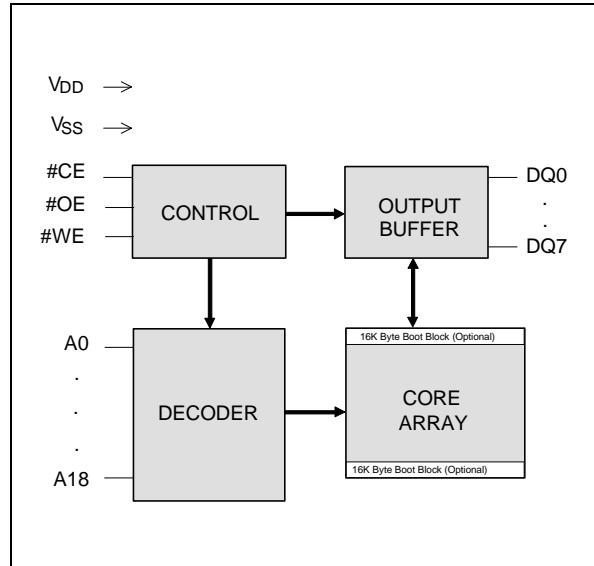 VDD
VSS
#CE
#OE
#WE
CONTROL
OUTPUT
BUFFER
DQ0
.
.
DQ7
A0
.
.
.
A18
DECODER
16K Byte Boot Block (Optional)
CORE
ARRAY
16K Byte Boot Block (Optional)